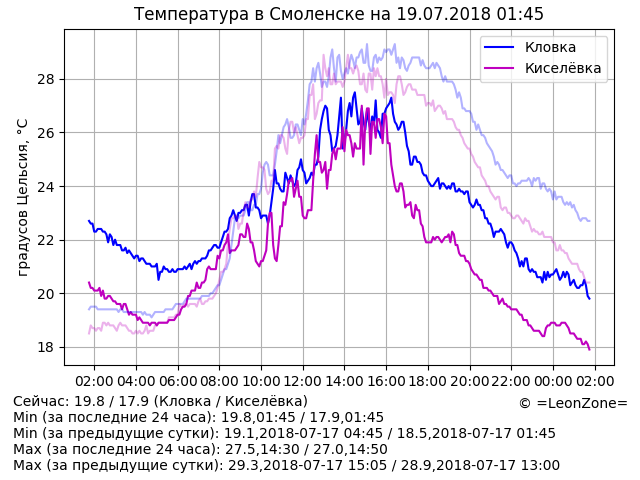 Температура в Смоленске на 19.07.2018 01:45
Кловка
Киселёвка
градусов Цельсия, °C
28
26
24
22
20
18
02:00 04:00 06:00 08:00 10:00 12:00 14:00 16:00 18:00 20:00 22:00 00:00 02:00
Сейчас: 19.8 / 17.9 (Кловка / Киселёвка)
© =LeonZone=
Min (за последние 24 часа): 19.8,01:45 / 17.9,01:45
Min (за предыдущие сутки): 19.1,2018-07-17 04:45 / 18.5,2018-07-17 01:45
Max (за последние 24 часа): 27.5,14:30 / 27.0,14:50
Max (за предыдущие сутки): 29.3,2018-07-17 15:05 / 28.9,2018-07-17 13:00